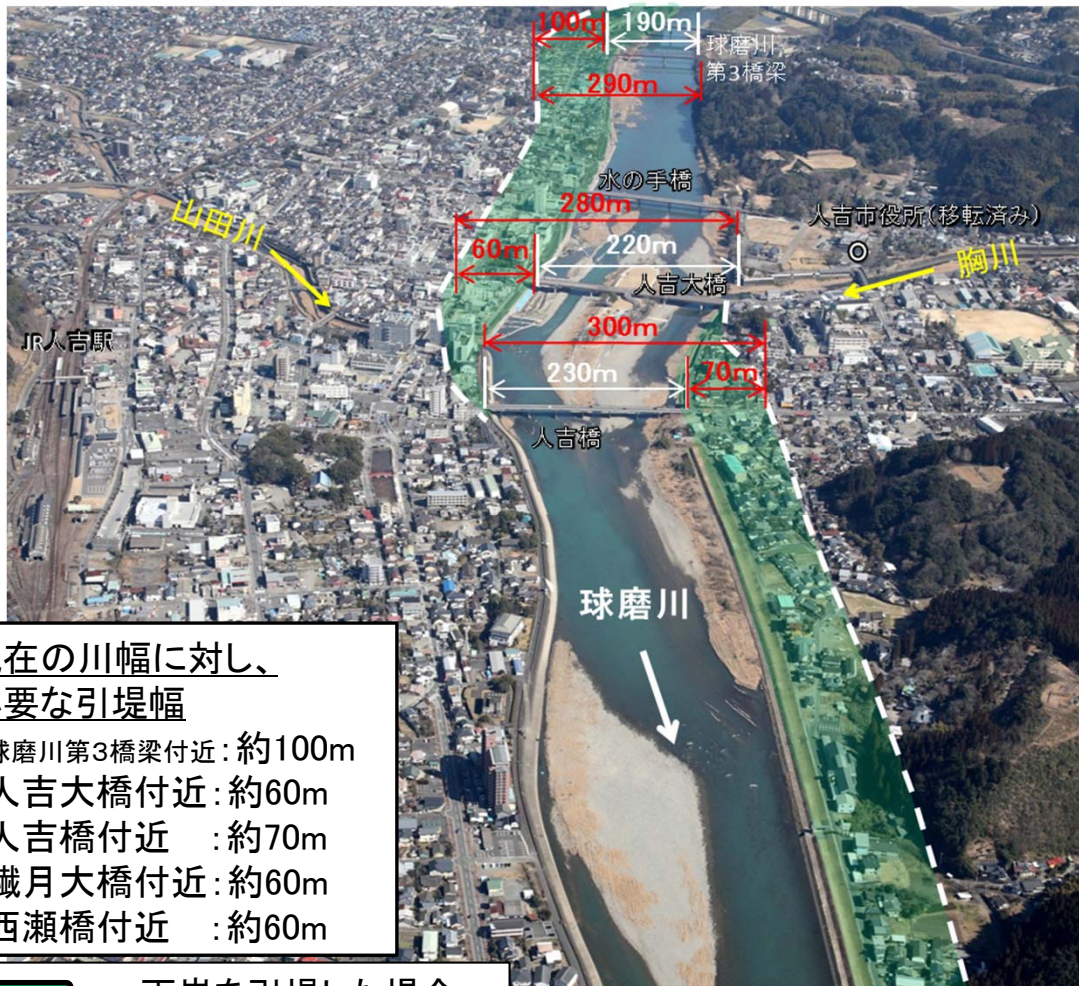 100m
190m
球磨川
第3橋梁
290m
水の手橋
280m
人吉市役所(移転済み)
山田川
60m
220m
胸川
人吉大橋
JR人吉駅
300m
230m
70m
人吉橋
球磨川
在の川幅に対し、
要な引堤幅
球磨川第3橋梁付近:約100m
人吉大橋付近:約60m
人吉橋付近 :約70m
繊月大橋付近:約60m
西瀬橋付近 :約60m